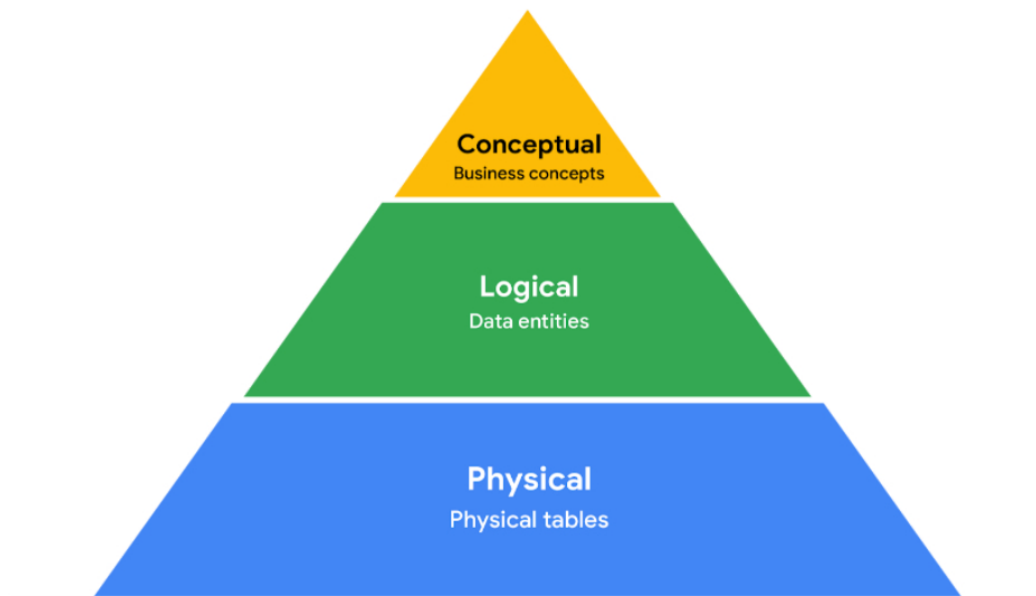 Conceptual
Business concepts
Logical
Data entities
Physical
Physical tables